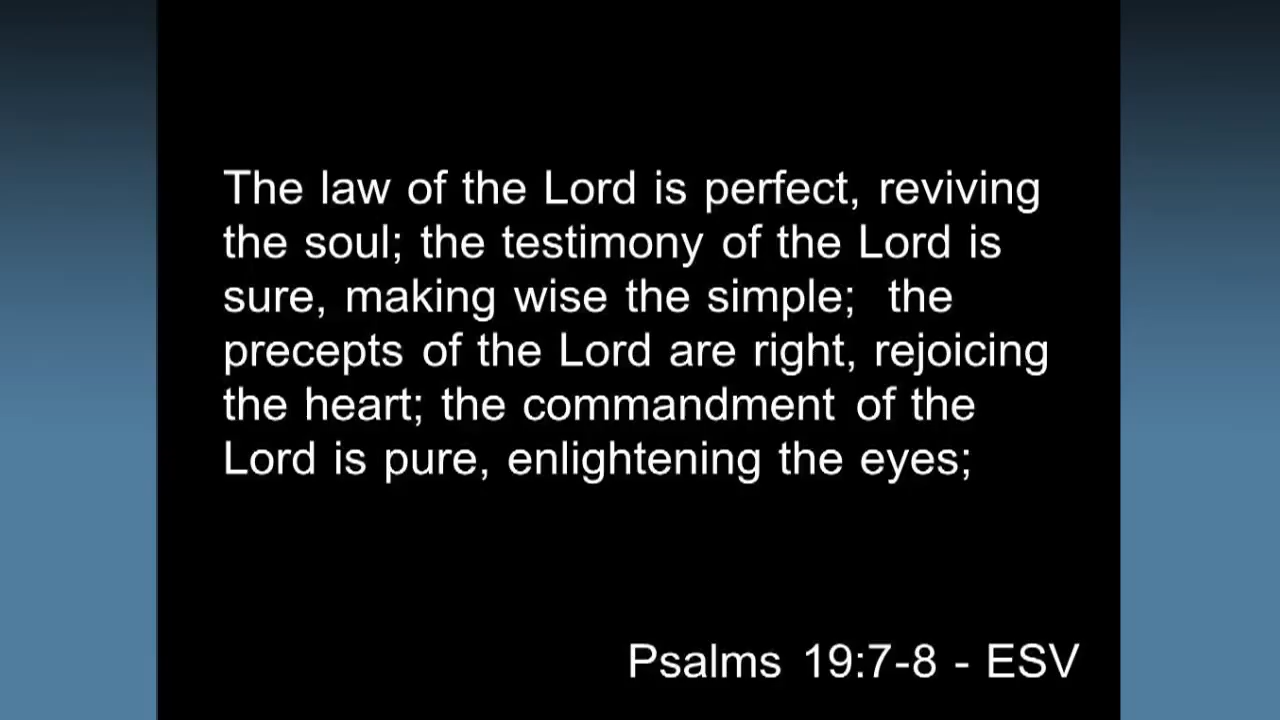 The law of the Lord is perfect, reviving
the soul; the testimony of the Lord is
sure, making wise the simple;  the
precepts of the Lord are right, rejoicing
the heart; the commandment of the
Lord is pure, enlightening the eyes;
Psalms 19:7-8 - ESV